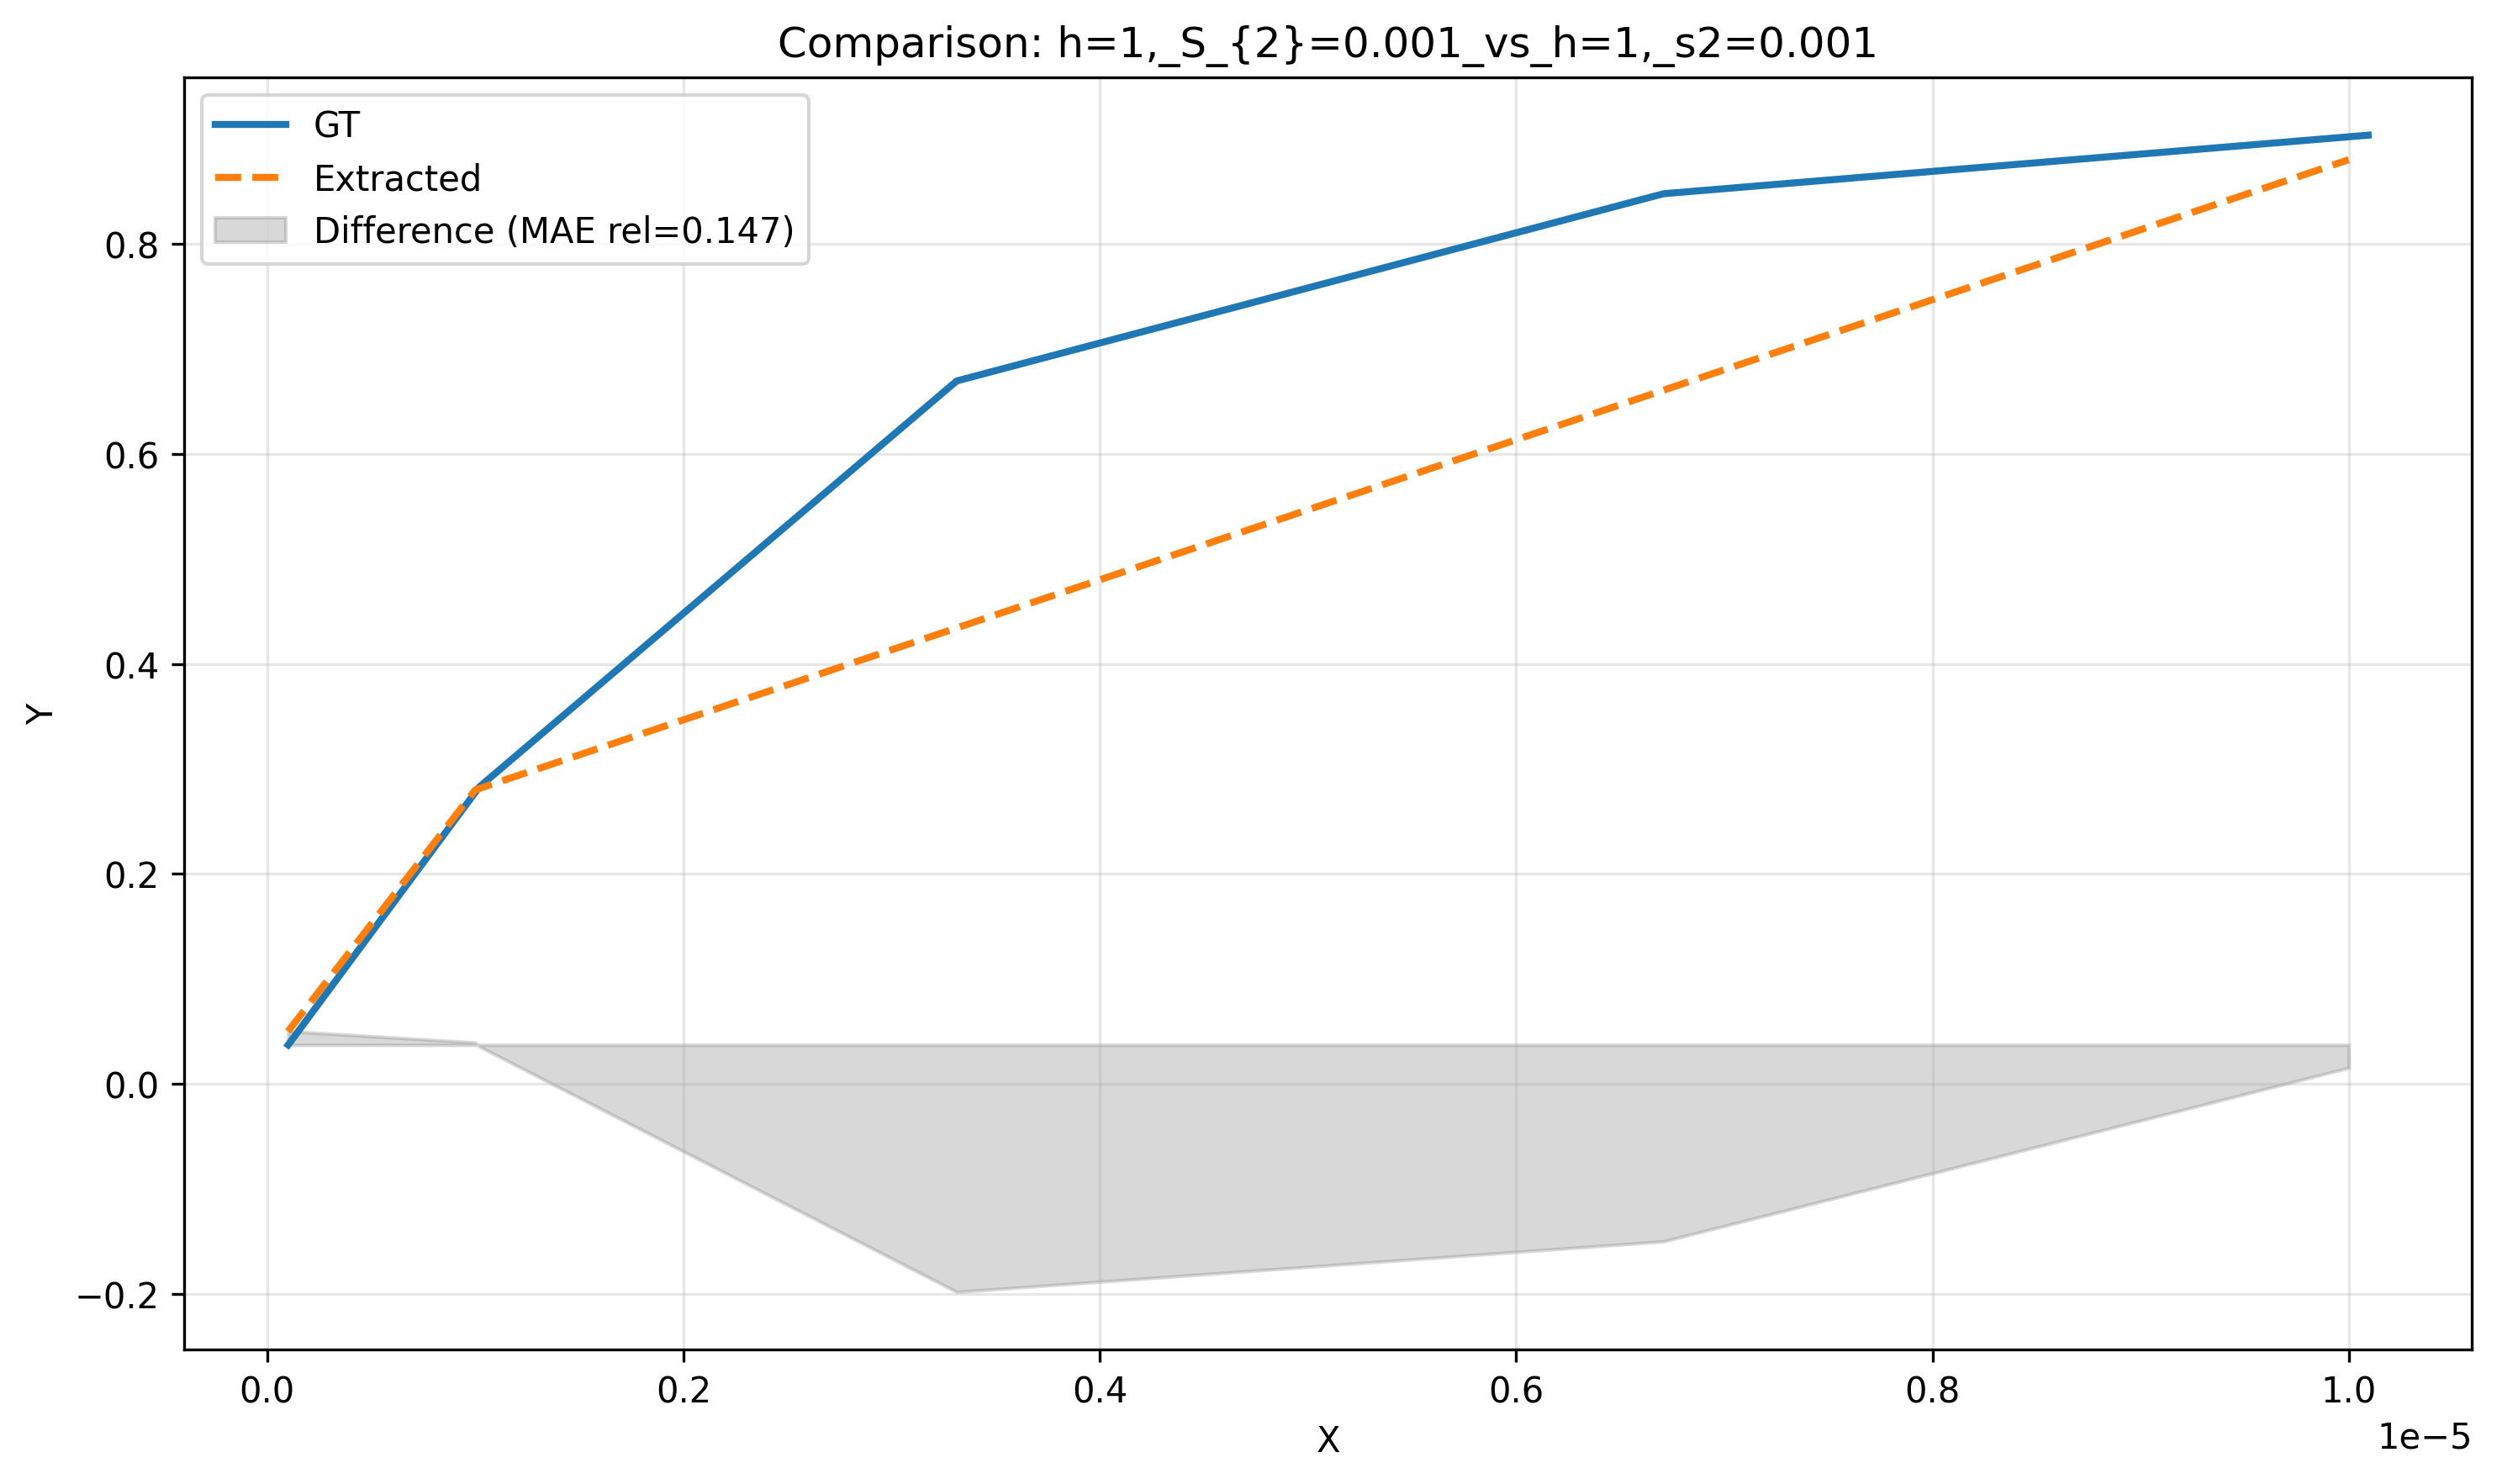 Comparison: h=1,_S_{2}=0.001_vs_h=1,_s2=0.001
GT
Extracted
Difference (MAE rel=0.147)
Y
0.8
0.6
0.4
0.2
0.0
−0.2
0.0 0.2 0.4 0.6 0.8 1.0
X
1e−5